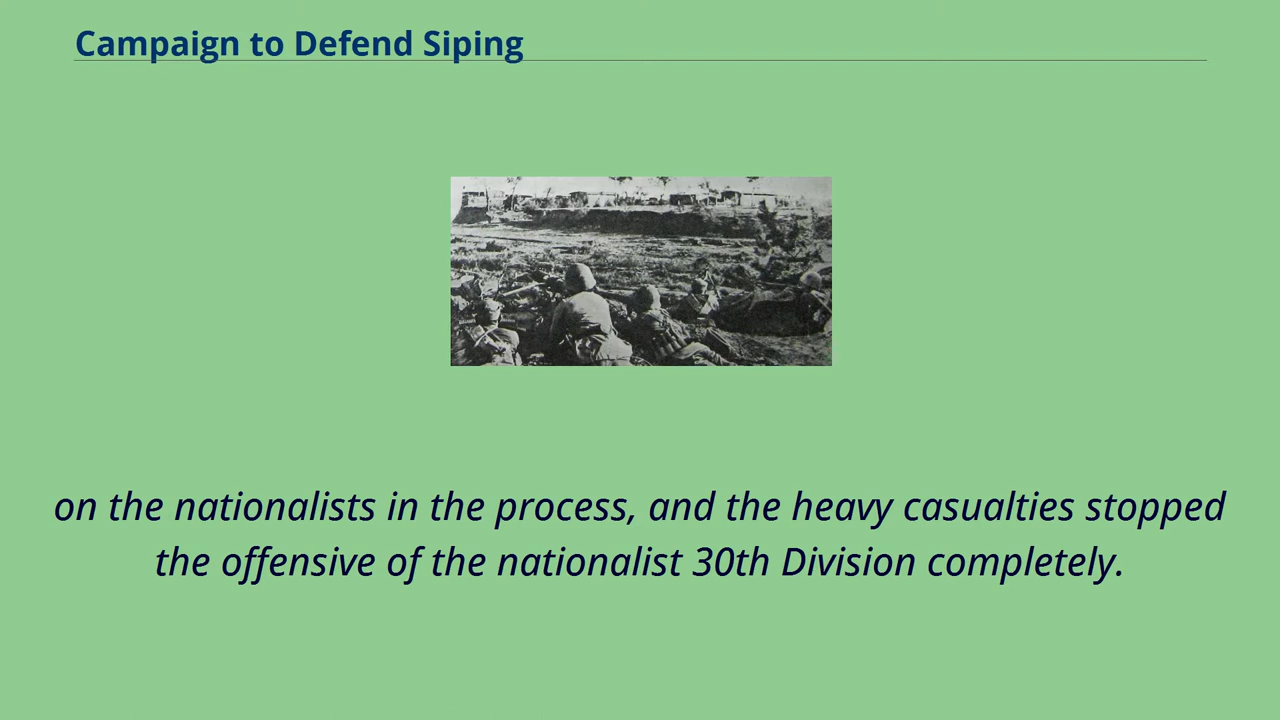 Campaign to Defend Siping
on the nationalists in the process, and the heavy casualties stopped
the offensive of the nationalist 30th Division completely.